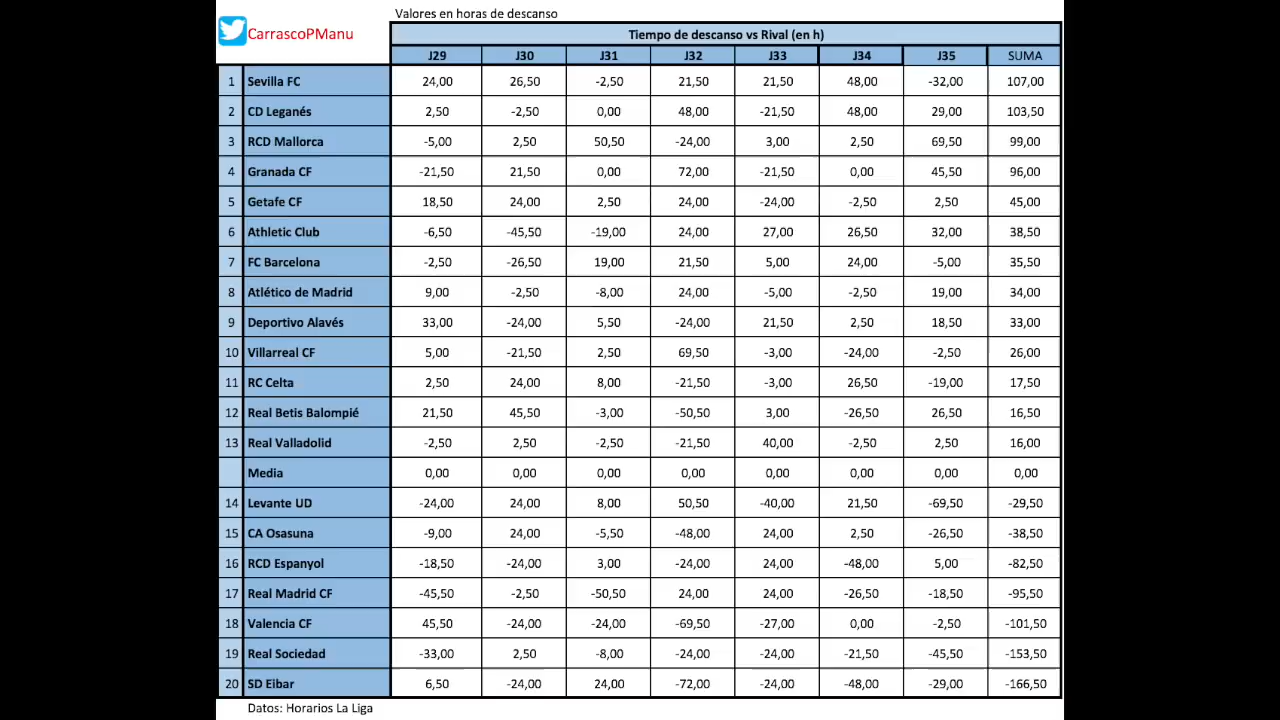 Valores en horas de descanso
CarrascoPManu
Tiempo de descanso vs Rival (en h)
J29 J30 J31 J32 J33 J34 J35 SUMA
1 Sevilla FC 24,00 26,50 -2,50 21,50 21,50 48,00 -32,00 107,00
2 CD Leganés 2,50 -2,50 0,00 48,00 -21,50 48,00 29,00 103,50
3 RCD Mallorca -5,00 2,50 50,50 -24,00 3,00 2,50 69,50 99,00
4 Granada CF -21,50 21,50 0,00 72,00 -21,50 0,00 45,50 96,00
5 Getafe CF 18,50 24,00 2,50 24,00 -24,00 -2,50 2,50 45,00
6 Athletic Club -6,50 -45,50 -19,00 24,00 27,00 26,50 32,00 38,50
7 FC Barcelona -2,50 -26,50 19,00 21,50 5,00 24,00 -5,00 35,50
8 Atlético de Madrid 9,00 -2,50 -8,00 24,00 -5,00 -2,50 19,00 34,00
9 Deportivo Alavés 33,00 -24,00 5,50 -24,00 21,50 2,50 18,50 33,00
10 Villarreal CF 5,00 -21,50 2,50 69,50 -3,00 -24,00 -2,50 26,00
11 RC Celta 2,50 24,00 8,00 -21,50 -3,00 26,50 -19,00 17,50
12 Real Betis Balompié 21,50 45,50 -3,00 -50,50 3,00 -26,50 26,50 16,50
13 Real Valladolid -2,50 2,50 -2,50 -21,50 40,00 -2,50 2,50 16,00
Media 0,00 0,00 0,00 0,00 0,00 0,00 0,00 0,00
14 Levante UD -24,00 24,00 8,00 50,50 -40,00 21,50 -69,50 -29,50
15 CA Osasuna -9,00 24,00 -5,50 -48,00 24,00 2,50 -26,50 -38,50
16 RCD Espanyol -18,50 -24,00 3,00 -24,00 24,00 -48,00 5,00 -82,50
17 Real Madrid CF -45,50 -2,50 -50,50 24,00 24,00 -26,50 -18,50 -95,50
18 Valencia CF 45,50 -24,00 -24,00 -69,50 -27,00 0,00 -2,50 -101,50
19 Real Sociedad -33,00 2,50 -8,00 -24,00 -24,00 -21,50 -45,50 -153,50
20 SD Eibar 6,50 -24,00 24,00 -72,00 -24,00 -48,00 -29,00 -166,50
Datos: Horarios La Liga